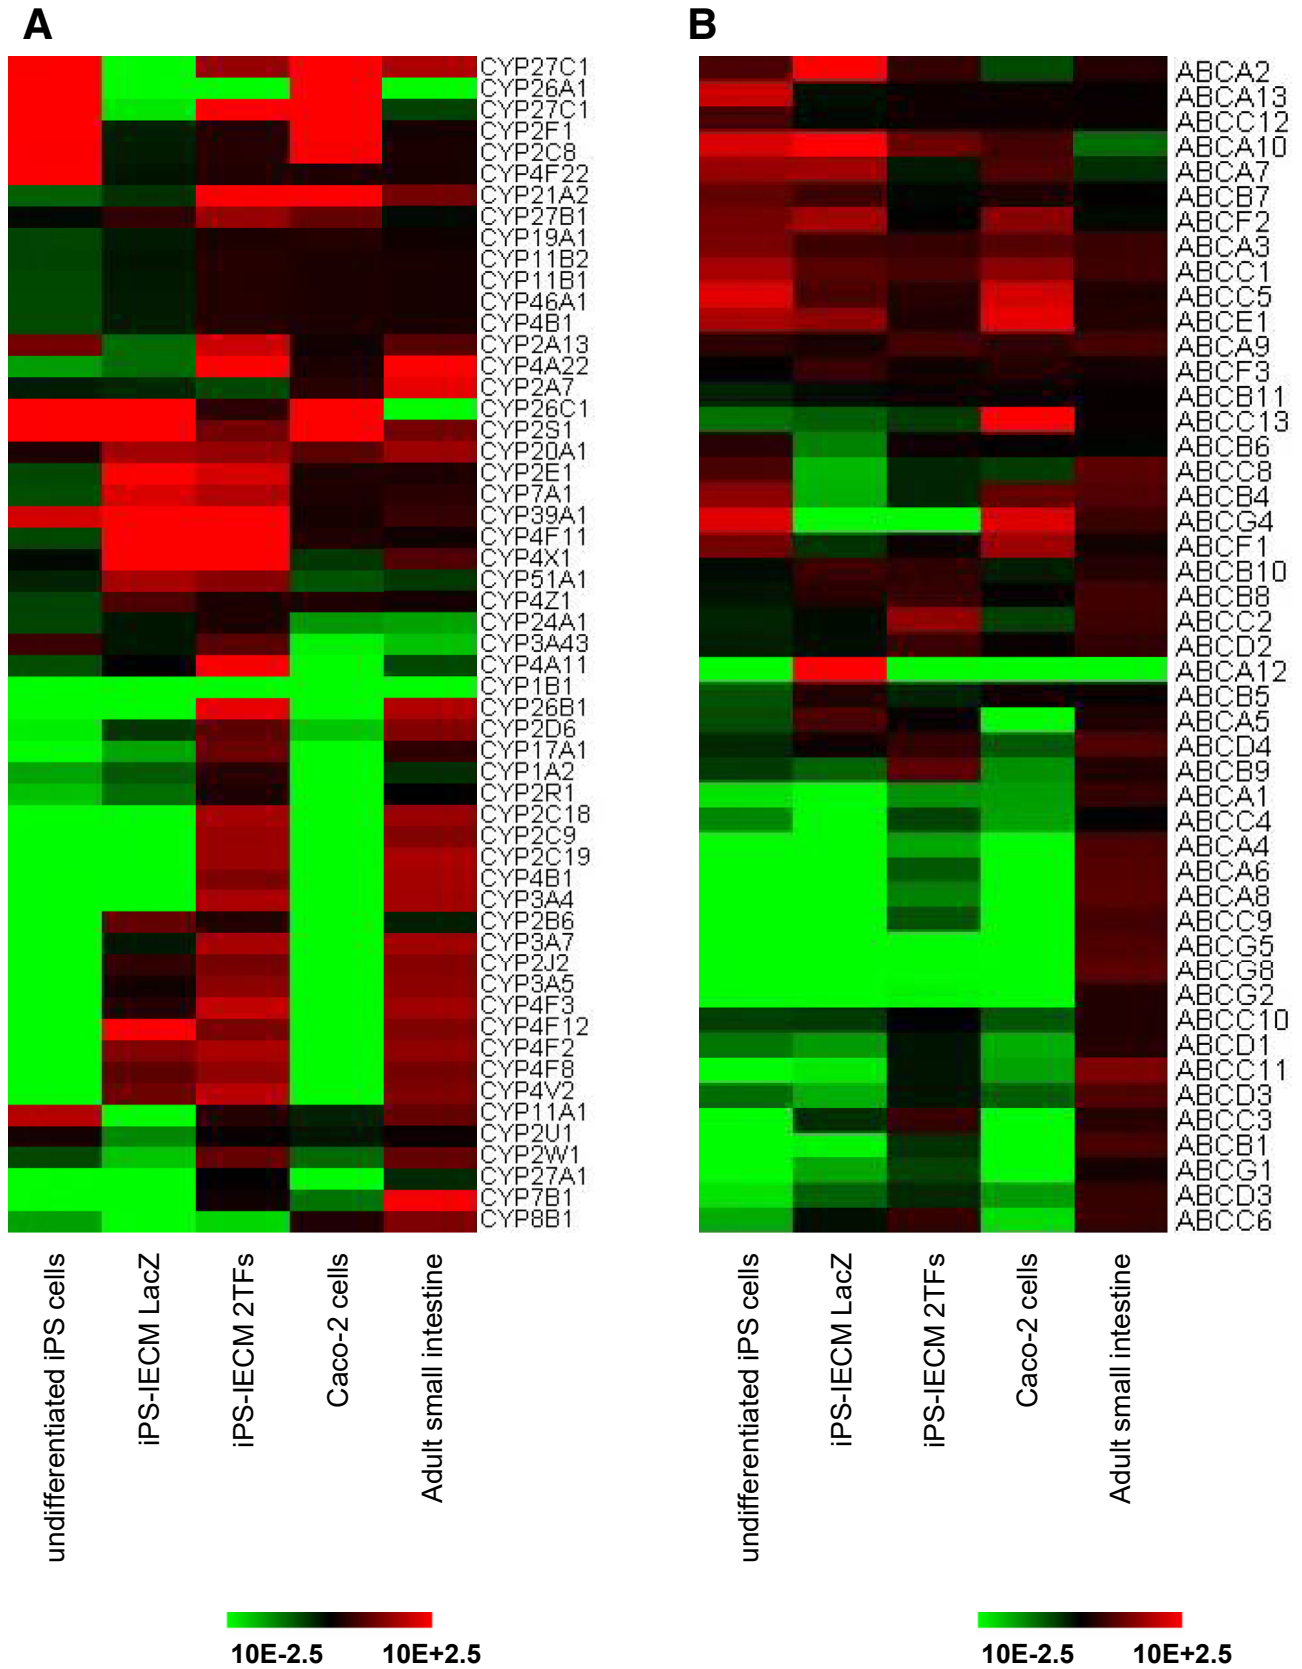 A
CYP27C1
CYP26A1
CYP27C1
CYP2F1
CYP2C8
CYP4F22
CYP21A2
CYP27B1
CYP19A1
CYP11B2
CYP11B1
CYP46A1
CYP4B1
CYP2A13
CYP4A22
CYP2A7
CYP26C1
CYP2S1
CYP20A1
CYP2E1
CYP7A1
CYP39A1
CYP4F11
CYP4X1
CYP51A1
CYP4Z1
CYP24A1
CYP3A43
CYP4A11
CYP1B1
CYP26B1
CYP2D6
CYP17A1
CYP1A2
CYP2R1
CYP2C18
CYP2C9
CYP2C19
CYP4B1
CYP3A4
CYP2B6
CYP3A7
CYP2J2
CYP3A5
CYP4F3
CYP4F12
CYP4F2
CYP4F8
CYP4V2
CYP11A1
CYP2U1
CYP2W1
CYP27A1
CYP7B1
CYP8B1
undifferentiated iPS cells
iPS-IECM LacZ
iPS-IECM 2TFs
Caco-2 cells
Adult small intestine
10E-2.5 10E+2.5
B
ABCA2
ABCA13
ABCC12
ABCA10
ABCA7
ABCB7
ABCF2
ABCA3
ABCC1
ABCC5
ABCE1
ABCA9
ABCF3
ABCB11
ABCC13
ABCB6
ABCC8
ABCB4
ABCG4
ABCF1
ABCB10
ABCB8
ABCC2
ABCD2
ABCA12
ABCB5
ABCA5
ABCD4
ABCB9
ABCA1
ABCC4
ABCA4
ABCA6
ABCA8
ABCC9
ABCG5
ABCG8
ABCG2
ABCC10
ABCD1
ABCC11
ABCD3
ABCC3
ABCB1
ABCG1
ABCD3
ABCC6
undifferentiated iPS cells
iPS-IECM LacZ
iPS-IECM 2TFs
Caco-2 cells
Adult small intestine
10E-2.5 10E+2.5